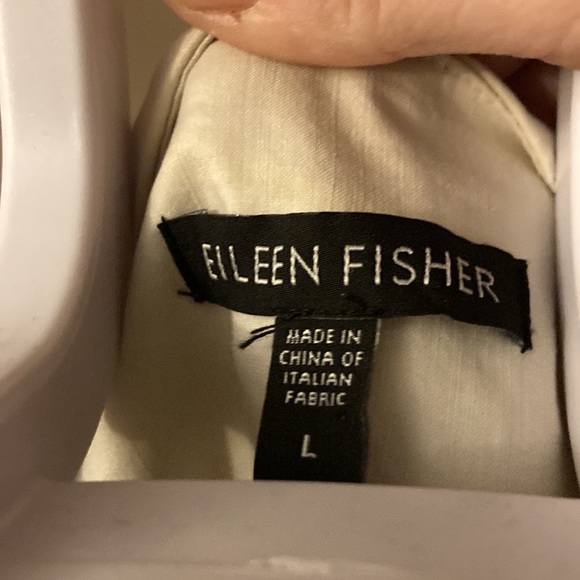 EILEEN FISHER
MADE IN
CHINA OF
ITALIAN
FABRIC
L